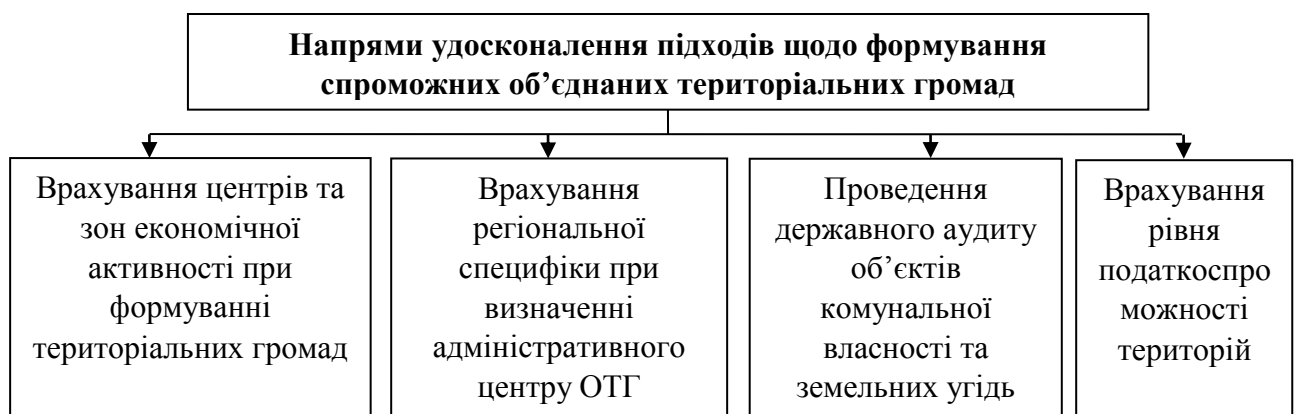 Напрями удосконалення підходів щодо формування
спроможних об’єднаних територіальних громад
Врахування центрів та
зон економічної
активності при
формуванні
територіальних громад
Врахування
регіональної
специфіки при
визначенні
адміністративного
центру ОТГ
Проведення
державного аудиту
об’єктів
комунальної
власності та
земельних угідь
Врахування
рівня
податкоспро
можності
територій